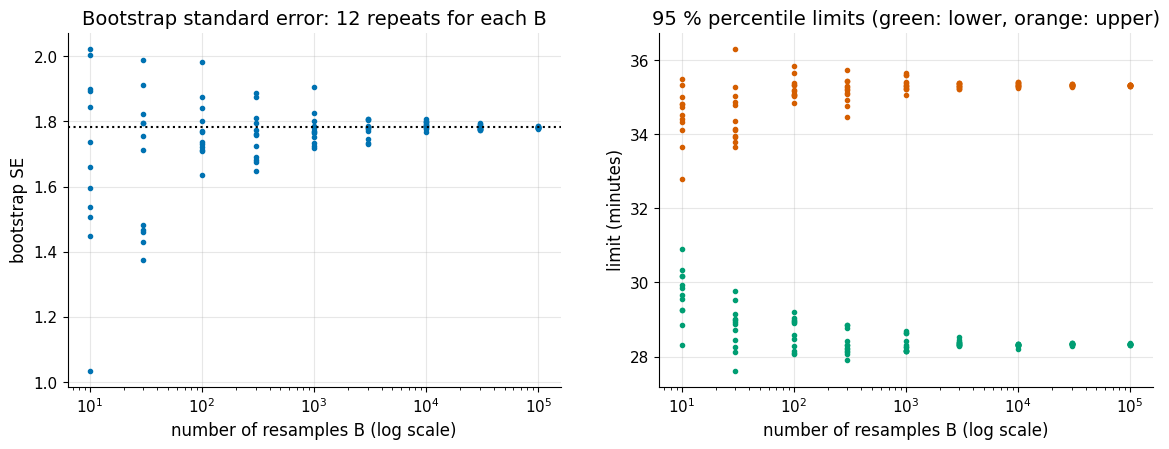 Bootstrap standard error: 12 repeats for each B
bootstrap SE
2.0
1.8
1.6
1.4
1.2
1.0
10¹ 10² 10³ 10⁴ 10⁵
number of resamples B (log scale)
95 % percentile limits (green: lower, orange: upper)
limit (minutes)
36
34
32
30
28
10¹ 10² 10³ 10⁴ 10⁵
number of resamples B (log scale)